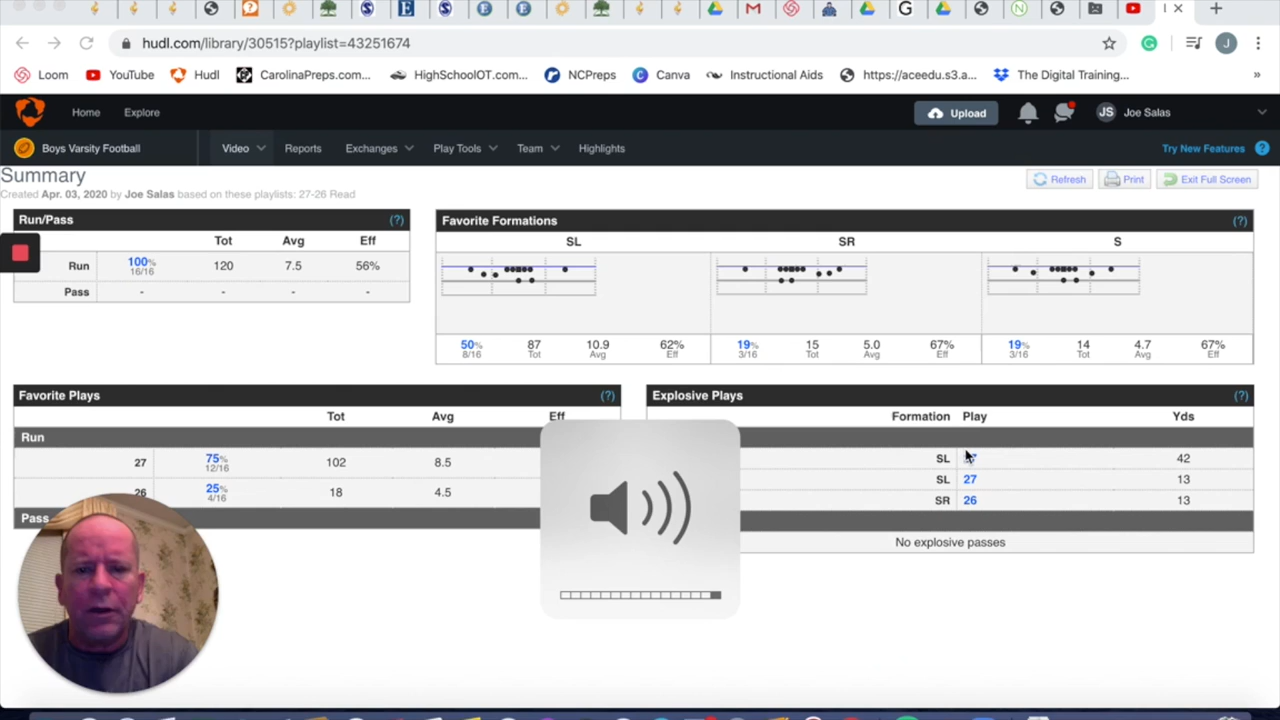 hudl.com/library/30515?playlist=43251674
J
Loom YouTube Hudl CarolinaPreps.com... HighSchoolOT.com... NCPreps Canva Instructional Aids https://aceedu.s3.a... The Digital Training... »
Home Explore Upload JS Joe Salas
Boys Varsity Football Video Reports Exchanges Play Tools Team Highlights Try New Features ?
Summary
Created Apr. 03, 2020 by Joe Salas based on these playlists: 27-26 Read
Refresh Print Exit Full Screen
Run/Pass (?)
Tot Avg Eff
Run 100% 120 7.5 56%
16/16
Pass - - - -
Favorite Formations (?)
SL SR S
50% 87 10.9 62% 19% 15 5.0 67% 19% 14 4.7 67%
8/16 Tot Avg Eff 3/16 Tot Avg Eff 3/16 Tot Avg Eff
Favorite Plays (?)
Tot Avg Eff
Run
27 75% 102 8.5
12/16
26 25% 18 4.5
4/16
Pass
Explosive Plays (?)
Formation Play Yds
SL 42
SL 27 13
SR 26 13
No explosive passes